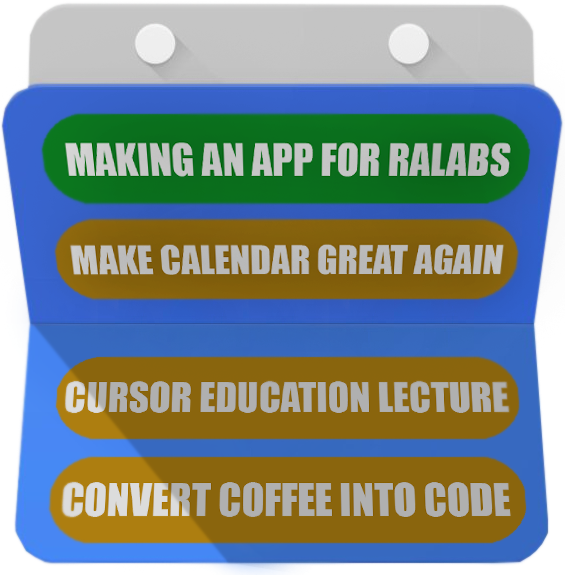 MAKING AN APP FOR RALABS
MAKE CALENDAR GREAT AGAIN
CURSOR EDUCATION LECTURE
CONVERT COFFEE INTO CODE